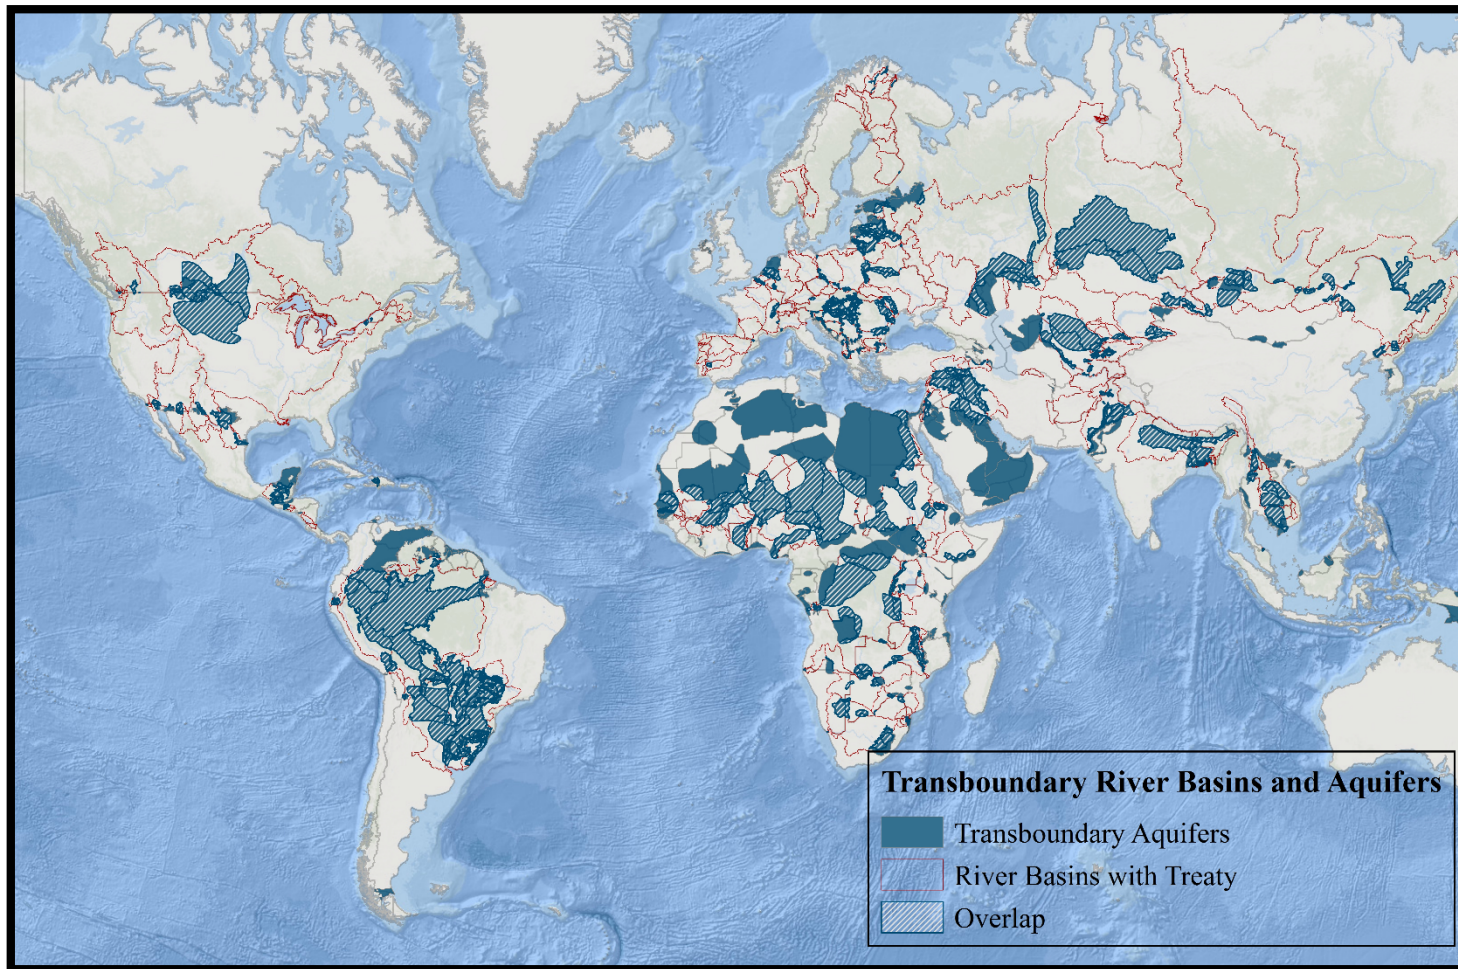 Transboundary River Basins and Aquifers
Transboundary Aquifers
River Basins with Treaty
Overlap